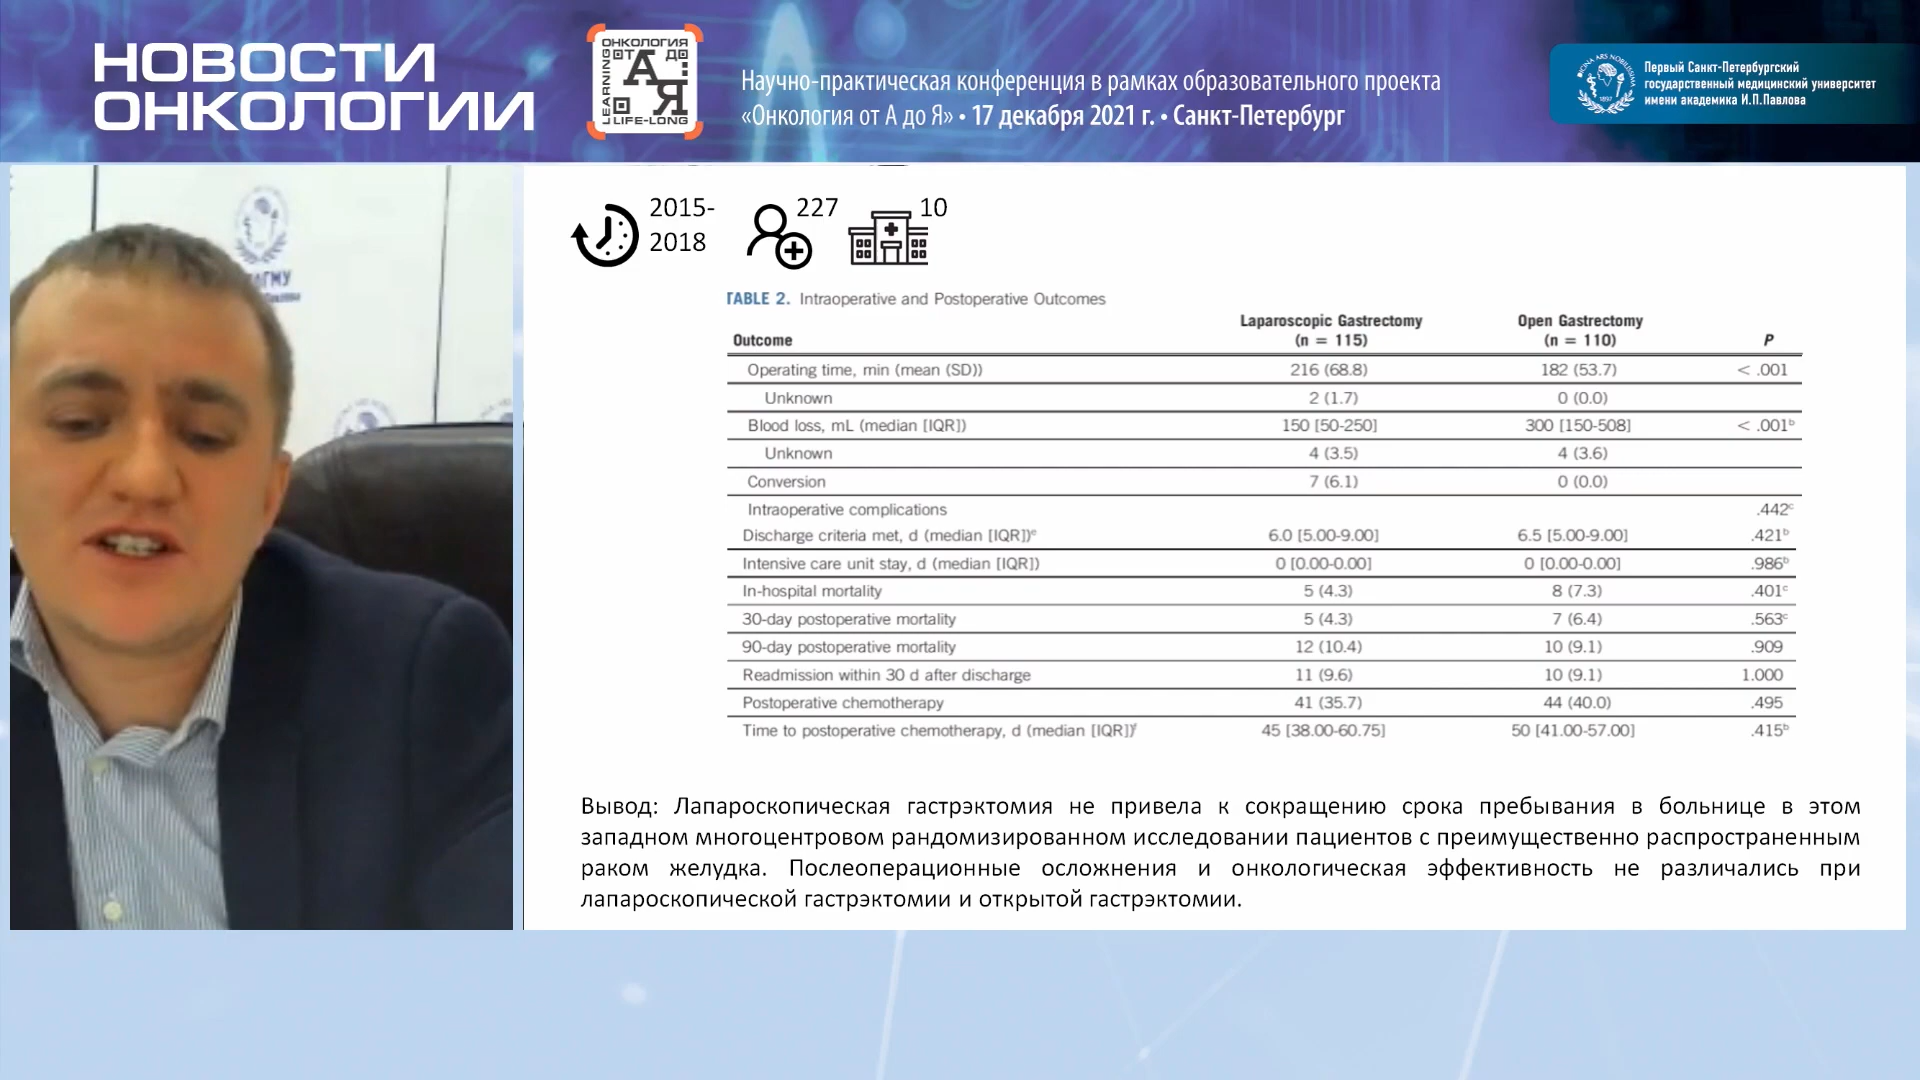 НОВОСТИ
ОНКОЛОГИИ
ОНКОЛОГИЯ
ОТ А ДО Я
LEARNING
LIFE-LONG
Научно-практическая конференция в рамках образовательного проекта
«Онкология от А до Я» • 17 декабря 2021 г. • Санкт-Петербург
Первый Санкт-Петербургский
государственный медицинский университет
имени академика И.П.Павлова
1897
2015-
2018
227
10
TABLE 2. Intraoperative and Postoperative Outcomes
Outcome Laparoscopic Gastrectomy (n = 115) Open Gastrectomy (n = 110) P
Operating time, min (mean (SD)) 216 (68.8) 182 (53.7) < .001
Unknown 2 (1.7) 0 (0.0)
Blood loss, mL (median [IQR]) 150 [50-250] 300 [150-508] < .001b
Unknown 4 (3.5) 4 (3.6)
Conversion 7 (6.1) 0 (0.0)
Intraoperative complications .442c
Discharge criteria met, d (median [IQR])e 6.0 [5.00-9.00] 6.5 [5.00-9.00] .421b
Intensive care unit stay, d (median [IQR]) 0 [0.00-0.00] 0 [0.00-0.00] .986b
In-hospital mortality 5 (4.3) 8 (7.3) .401c
30-day postoperative mortality 5 (4.3) 7 (6.4) .563c
90-day postoperative mortality 12 (10.4) 10 (9.1) .909
Readmission within 30 d after discharge 11 (9.6) 10 (9.1) 1.000
Postoperative chemotherapy 41 (35.7) 44 (40.0) .495
Time to postoperative chemotherapy, d (median [IQR])f 45 [38.00-60.75] 50 [41.00-57.00] .415b
Вывод: Лапароскопическая гастрэктомия не привела к сокращению срока пребывания в больнице в этом
западном многоцентровом рандомизированном исследовании пациентов с преимущественно распространенным
раком желудка. Послеоперационные осложнения и онкологическая эффективность не различались при
лапароскопической гастрэктомии и открытой гастрэктомии.